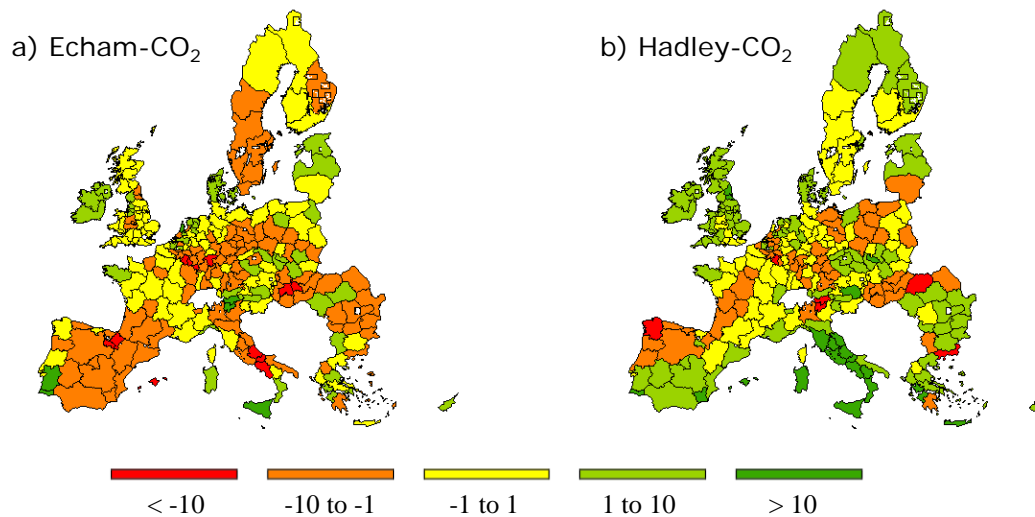 a) Echam-CO₂
b) Hadley-CO₂
< -10
-10 to -1
-1 to 1
1 to 10
> 10